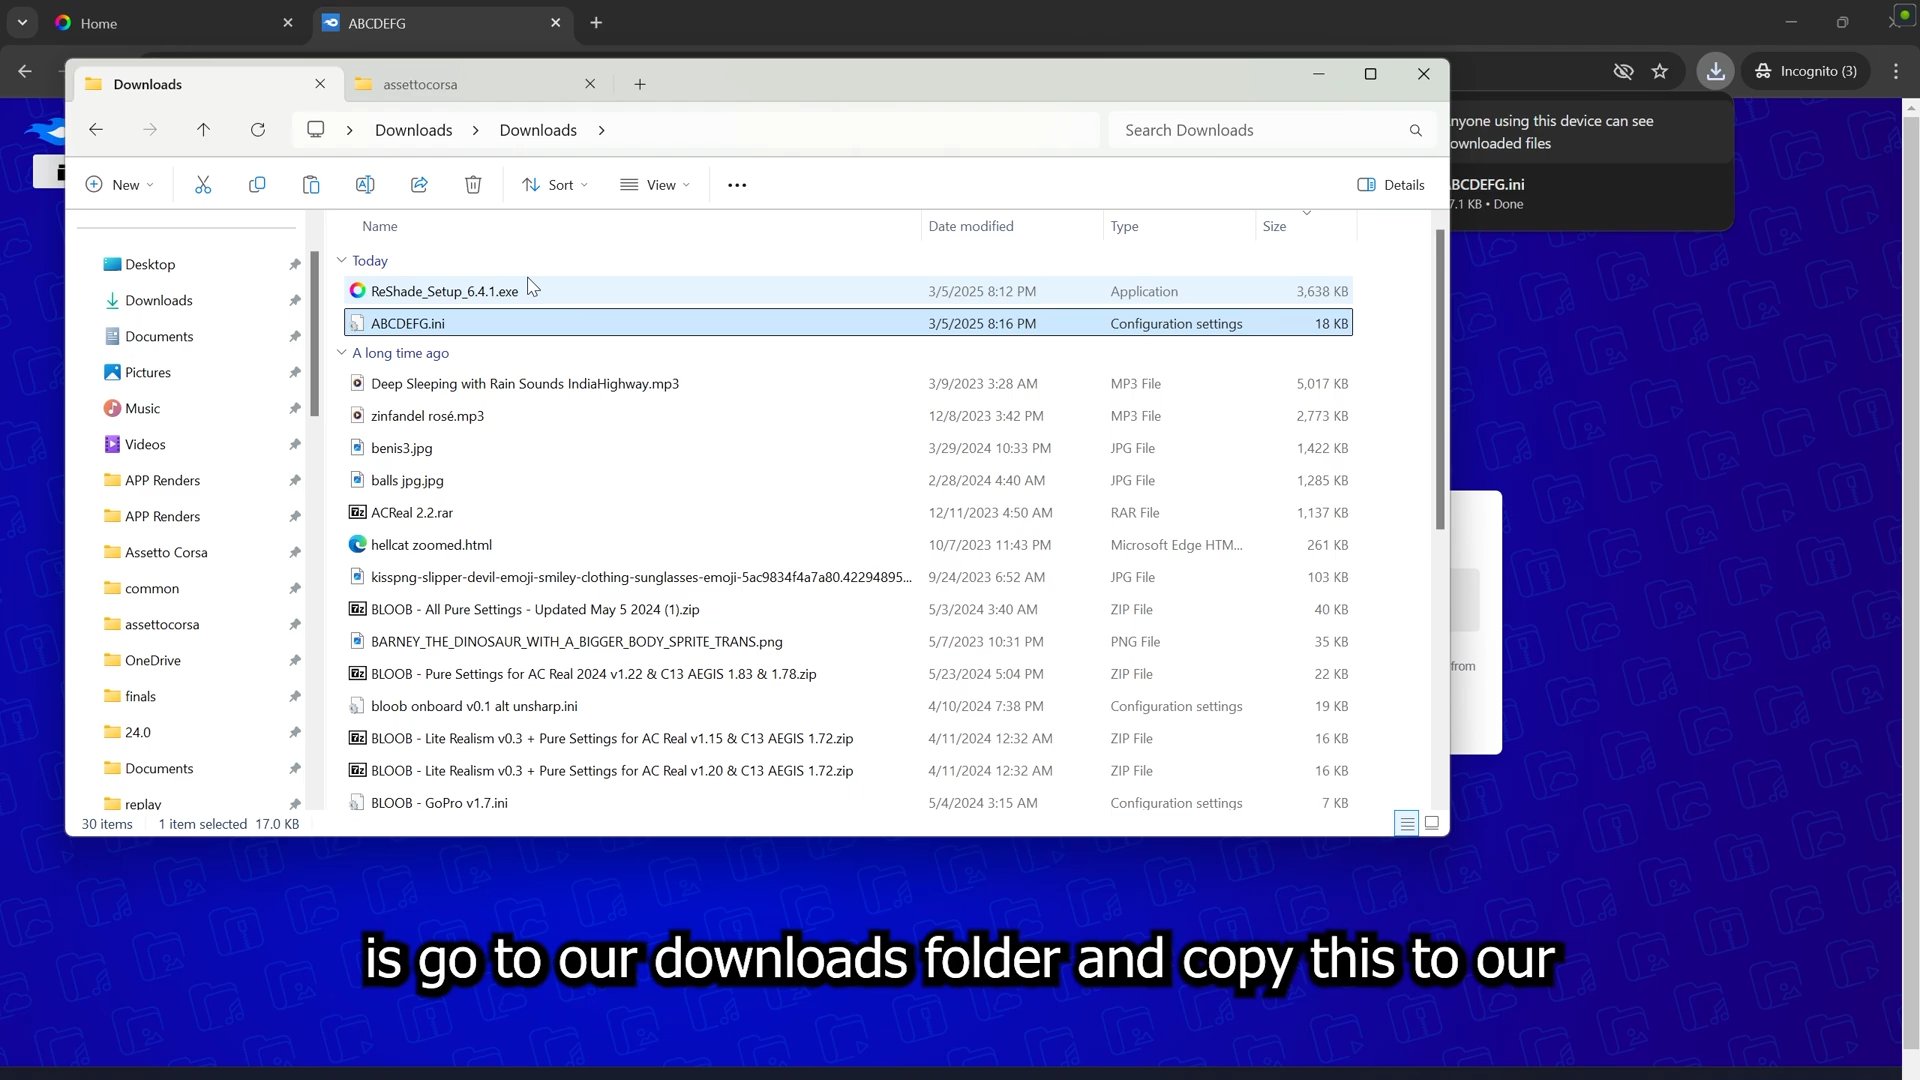 Home
ABCDEFG
Incognito (3)
Downloads
assettocorsa
Downloads
Downloads
Search Downloads
nyone using this device can see
ownloaded files
New
Sort
View
Details
BCDEFG.ini
7.1 KB • Done
Name
Date modified
Type
Size
Desktop
Downloads
Documents
Pictures
Music
Videos
APP Renders
APP Renders
Assetto Corsa
common
assettocorsa
OneDrive
finals
24.0
Documents
replay
Today
ReShade_Setup_6.4.1.exe 3/5/2025 8:12 PM Application 3,638 KB
ABCDEFG.ini 3/5/2025 8:16 PM Configuration settings 18 KB
A long time ago
Deep Sleeping with Rain Sounds IndiaHighway.mp3 3/9/2023 3:28 AM MP3 File 5,017 KB
zinfandel rosé.mp3 12/8/2023 3:42 PM MP3 File 2,773 KB
benis3.jpg 3/29/2024 10:33 PM JPG File 1,422 KB
balls jpg.jpg 2/28/2024 4:40 AM JPG File 1,285 KB
ACReal 2.2.rar 12/11/2023 4:50 AM RAR File 1,137 KB
hellcat zoomed.html 10/7/2023 11:43 PM Microsoft Edge HTM... 261 KB
kisspng-slipper-devil-emoji-smiley-clothing-sunglasses-emoji-5ac9834f4a7a80.42294895... 9/24/2023 6:52 AM JPG File 103 KB
BLOOB - All Pure Settings - Updated May 5 2024 (1).zip 5/3/2024 3:40 AM ZIP File 40 KB
BARNEY_THE_DINOSAUR_WITH_A_BIGGER_BODY_SPRITE_TRANS.png 5/7/2023 10:31 PM PNG File 35 KB
BLOOB - Pure Settings for AC Real 2024 v1.22 & C13 AEGIS 1.83 & 1.78.zip 5/23/2024 5:04 PM ZIP File 22 KB
bloob onboard v0.1 alt unsharp.ini 4/10/2024 7:38 PM Configuration settings 19 KB
BLOOB - Lite Realism v0.3 + Pure Settings for AC Real v1.15 & C13 AEGIS 1.72.zip 4/11/2024 12:32 AM ZIP File 16 KB
BLOOB - Lite Realism v0.3 + Pure Settings for AC Real v1.20 & C13 AEGIS 1.72.zip 4/11/2024 12:32 AM ZIP File 16 KB
BLOOB - GoPro v1.7.ini 5/4/2024 3:15 AM Configuration settings 7 KB
from
30 items 1 item selected 17.0 KB
is go to our downloads folder and copy this to our